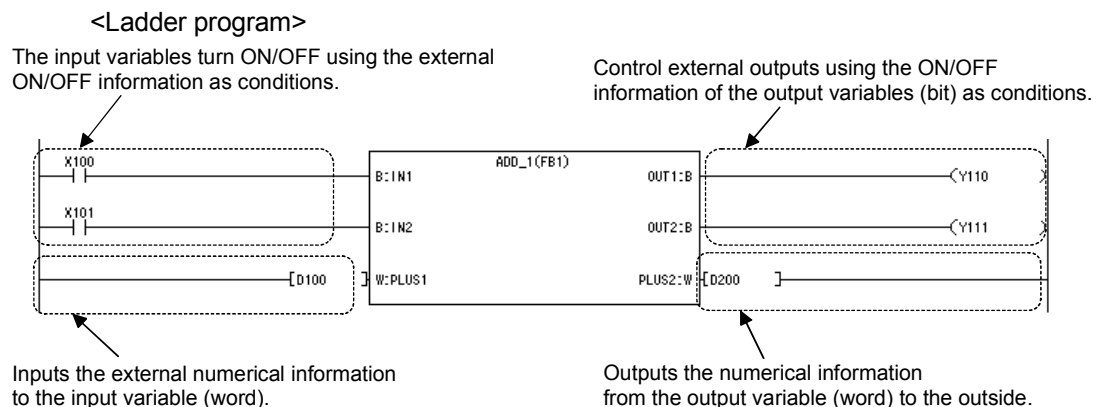 <Ladder program>
The input variables turn ON/OFF using the external
ON/OFF information as conditions.
Control external outputs using the ON/OFF
information of the output variables (bit) as conditions.
X100
ADD_1(FB1)
B:IN1
OUT1:B
Y110
X101
B:IN2
OUT2:B
Y111
D100
W:PLUS1
PLUS2:W
D200
Inputs the external numerical information
to the input variable (word).
Outputs the numerical information
from the output variable (word) to the outside.